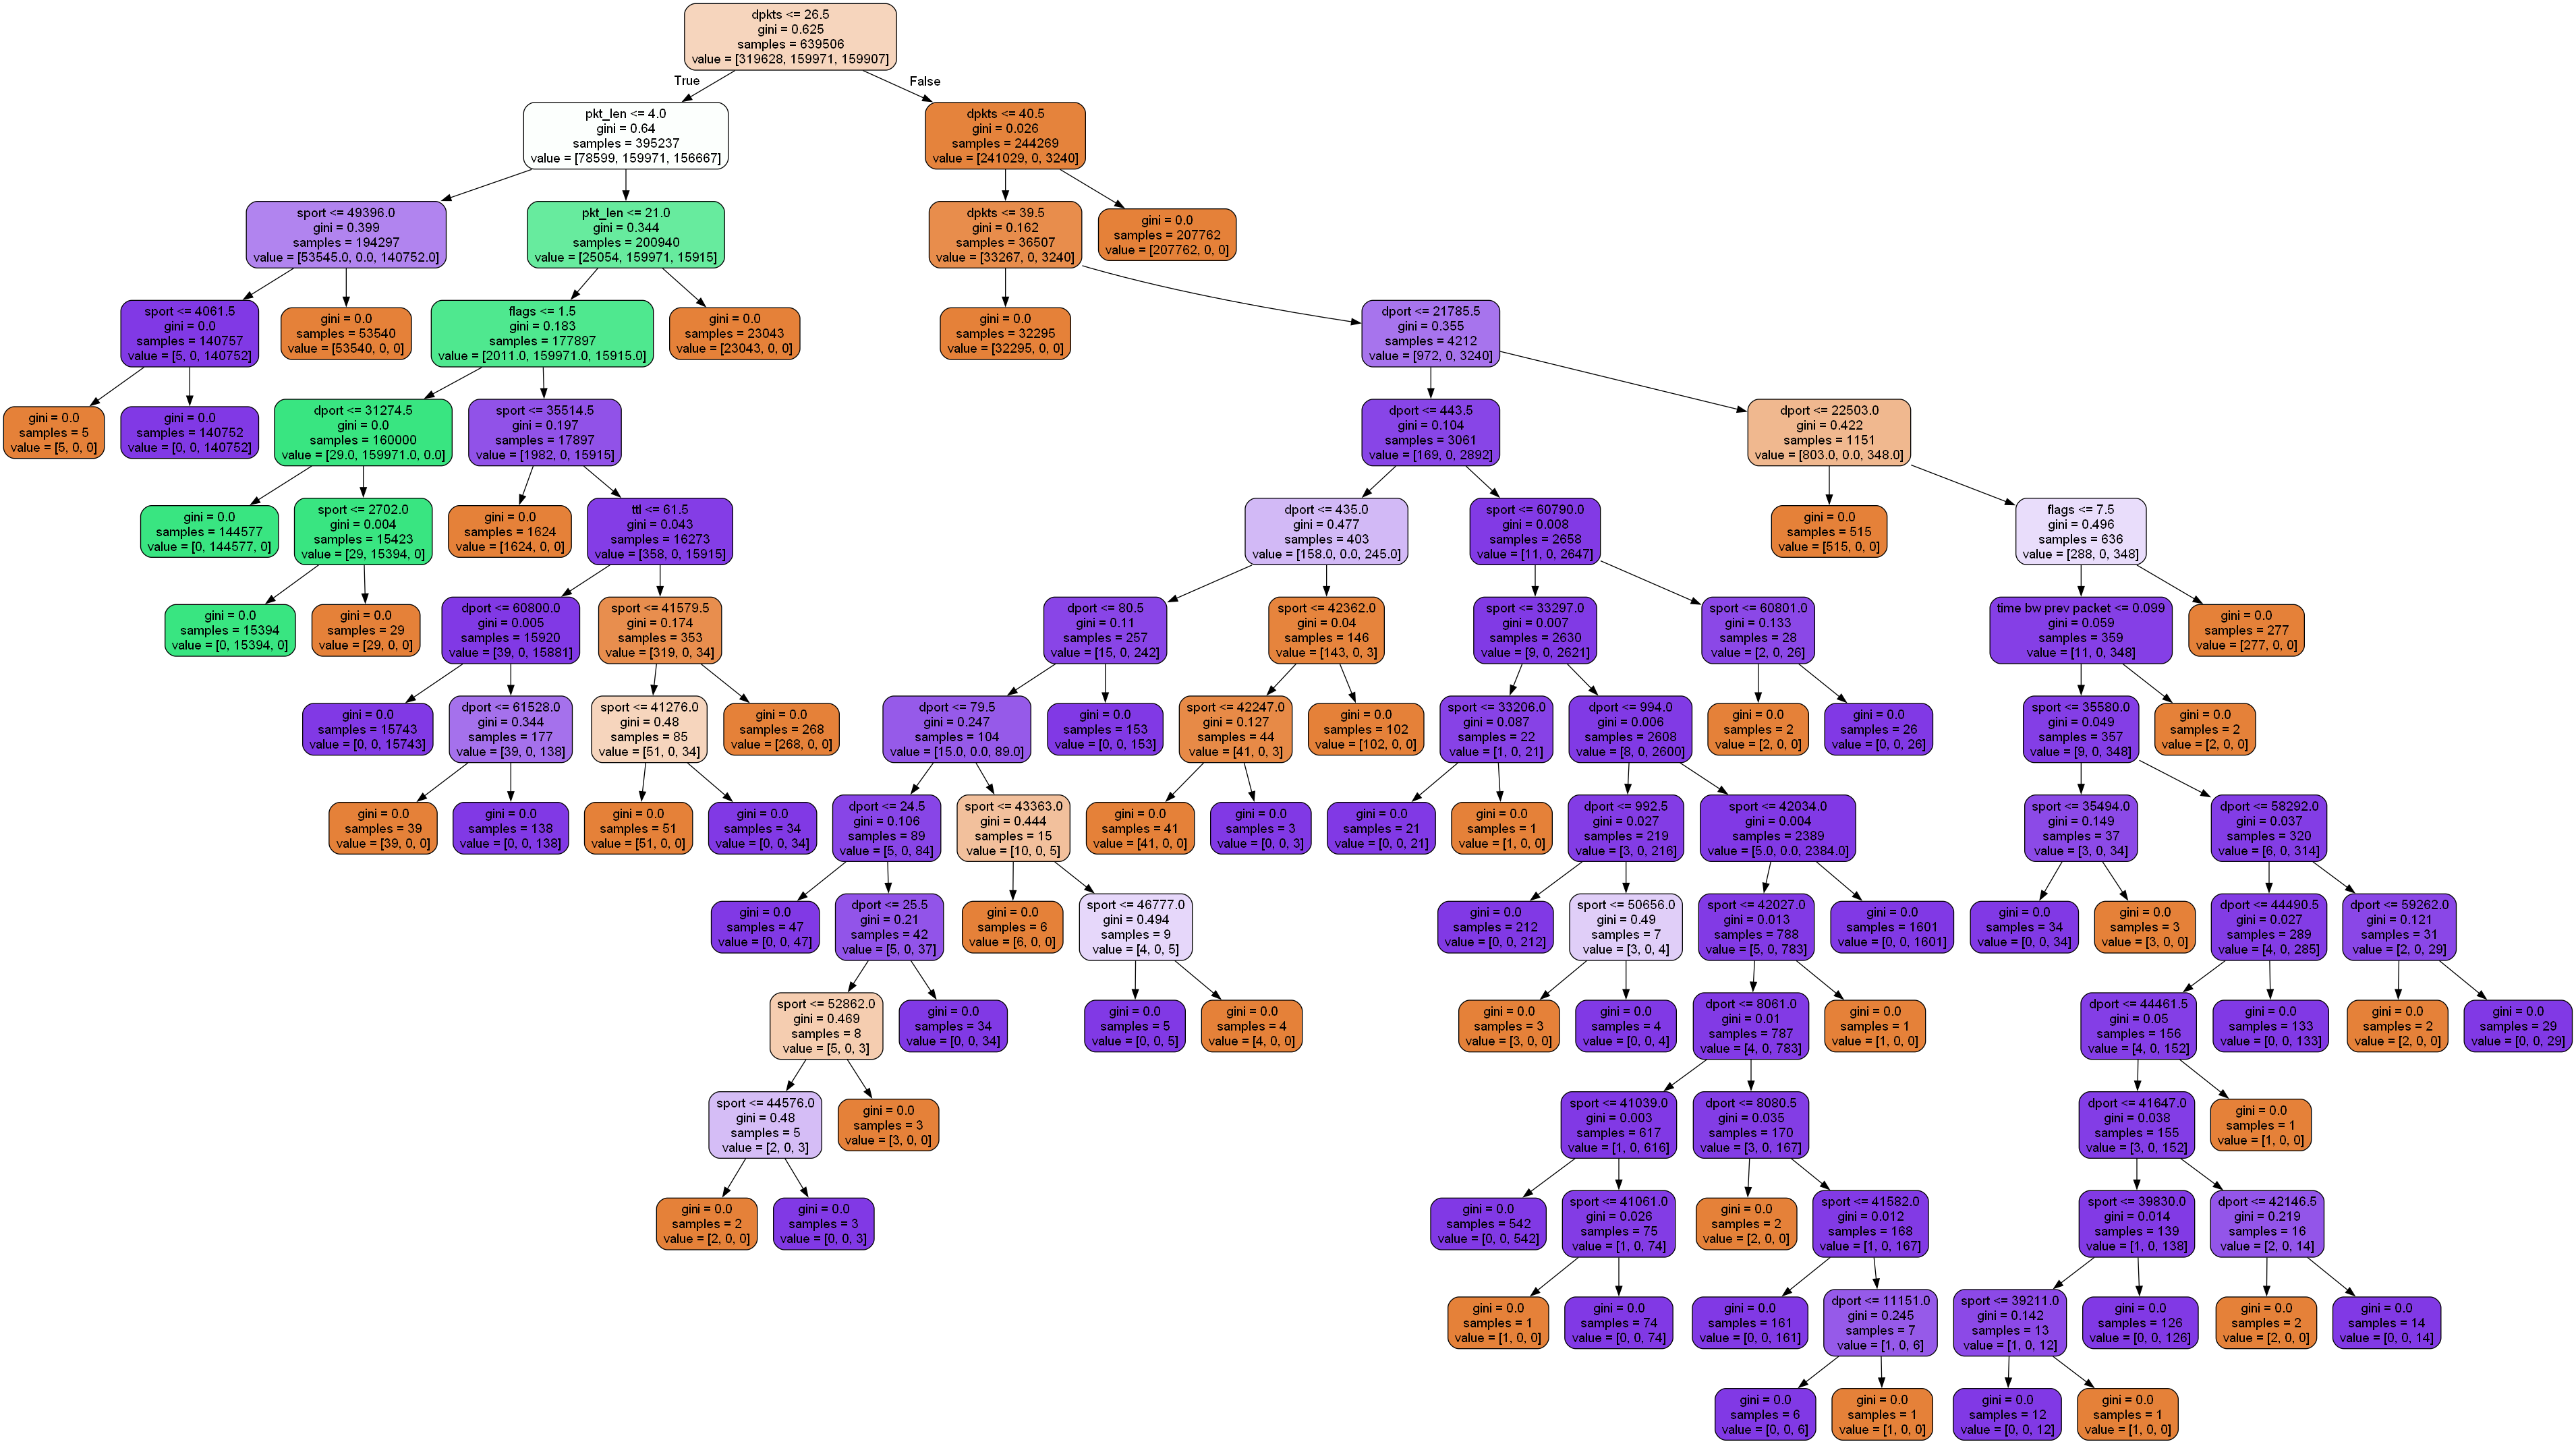 dpkts <= 26.5
gini = 0.625
samples = 639506
value = [319628, 159971, 159907]
True
False
pkt_len <= 4.0
gini = 0.64
samples = 395237
value = [78599, 159971, 156667]
dpkts <= 40.5
gini = 0.026
samples = 244269
value = [241029, 0, 3240]
sport <= 49396.0
gini = 0.399
samples = 194297
value = [53545.0, 0.0, 140752.0]
pkt_len <= 21.0
gini = 0.344
samples = 200940
value = [25054, 159971, 15915]
dpkts <= 39.5
gini = 0.162
samples = 36507
value = [33267, 0, 3240]
gini = 0.0
samples = 207762
value = [207762, 0, 0]
sport <= 4061.5
gini = 0.0
samples = 140757
value = [5, 0, 140752]
gini = 0.0
samples = 53540
value = [53540, 0, 0]
flags <= 1.5
gini = 0.183
samples = 177897
value = [2011.0, 159971.0, 15915.0]
gini = 0.0
samples = 23043
value = [23043, 0, 0]
gini = 0.0
samples = 32295
value = [32295, 0, 0]
dport <= 21785.5
gini = 0.355
samples = 4212
value = [972, 0, 3240]
gini = 0.0
samples = 5
value = [5, 0, 0]
gini = 0.0
samples = 140752
value = [0, 0, 140752]
dport <= 31274.5
gini = 0.0
samples = 160000
value = [29.0, 159971.0, 0.0]
sport <= 35514.5
gini = 0.197
samples = 17897
value = [1982, 0, 15915]
dport <= 443.5
gini = 0.104
samples = 3061
value = [169, 0, 2892]
dport <= 22503.0
gini = 0.422
samples = 1151
value = [803.0, 0.0, 348.0]
gini = 0.0
samples = 144577
value = [0, 144577, 0]
sport <= 2702.0
gini = 0.004
samples = 15423
value = [29, 15394, 0]
gini = 0.0
samples = 1624
value = [1624, 0, 0]
ttl <= 61.5
gini = 0.043
samples = 16273
value = [358, 0, 15915]
dport <= 435.0
gini = 0.477
samples = 403
value = [158.0, 0.0, 245.0]
sport <= 60790.0
gini = 0.008
samples = 2658
value = [11, 0, 2647]
gini = 0.0
samples = 515
value = [515, 0, 0]
flags <= 7.5
gini = 0.496
samples = 636
value = [288, 0, 348]
gini = 0.0
samples = 15394
value = [0, 15394, 0]
gini = 0.0
samples = 29
value = [29, 0, 0]
dport <= 60800.0
gini = 0.005
samples = 15920
value = [39, 0, 15881]
sport <= 41579.5
gini = 0.174
samples = 353
value = [319, 0, 34]
dport <= 80.5
gini = 0.11
samples = 257
value = [15, 0, 242]
sport <= 42362.0
gini = 0.04
samples = 146
value = [143, 0, 3]
sport <= 33297.0
gini = 0.007
samples = 2630
value = [9, 0, 2621]
sport <= 60801.0
gini = 0.133
samples = 28
value = [2, 0, 26]
time bw prev packet <= 0.099
gini = 0.059
samples = 359
value = [11, 0, 348]
gini = 0.0
samples = 277
value = [277, 0, 0]
gini = 0.0
samples = 15743
value = [0, 0, 15743]
dport <= 61528.0
gini = 0.344
samples = 177
value = [39, 0, 138]
sport <= 41276.0
gini = 0.48
samples = 85
value = [51, 0, 34]
gini = 0.0
samples = 268
value = [268, 0, 0]
dport <= 79.5
gini = 0.247
samples = 104
value = [15.0, 0.0, 89.0]
gini = 0.0
samples = 153
value = [0, 0, 153]
sport <= 42247.0
gini = 0.127
samples = 44
value = [41, 0, 3]
gini = 0.0
samples = 102
value = [102, 0, 0]
sport <= 33206.0
gini = 0.087
samples = 22
value = [1, 0, 21]
dport <= 994.0
gini = 0.006
samples = 2608
value = [8, 0, 2600]
gini = 0.0
samples = 2
value = [2, 0, 0]
gini = 0.0
samples = 26
value = [0, 0, 26]
sport <= 35580.0
gini = 0.049
samples = 357
value = [9, 0, 348]
gini = 0.0
samples = 2
value = [2, 0, 0]
gini = 0.0
samples = 39
value = [39, 0, 0]
gini = 0.0
samples = 138
value = [0, 0, 138]
gini = 0.0
samples = 51
value = [51, 0, 0]
gini = 0.0
samples = 34
value = [0, 0, 34]
dport <= 24.5
gini = 0.106
samples = 89
value = [5, 0, 84]
sport <= 43363.0
gini = 0.444
samples = 15
value = [10, 0, 5]
gini = 0.0
samples = 41
value = [41, 0, 0]
gini = 0.0
samples = 3
value = [0, 0, 3]
gini = 0.0
samples = 21
value = [0, 0, 21]
gini = 0.0
samples = 1
value = [1, 0, 0]
dport <= 992.5
gini = 0.027
samples = 219
value = [3, 0, 216]
sport <= 42034.0
gini = 0.004
samples = 2389
value = [5.0, 0.0, 2384.0]
sport <= 35494.0
gini = 0.149
samples = 37
value = [3, 0, 34]
dport <= 58292.0
gini = 0.037
samples = 320
value = [6, 0, 314]
gini = 0.0
samples = 47
value = [0, 0, 47]
dport <= 25.5
gini = 0.21
samples = 42
value = [5, 0, 37]
gini = 0.0
samples = 6
value = [6, 0, 0]
sport <= 46777.0
gini = 0.494
samples = 9
value = [4, 0, 5]
gini = 0.0
samples = 212
value = [0, 0, 212]
sport <= 50656.0
gini = 0.49
samples = 7
value = [3, 0, 4]
sport <= 42027.0
gini = 0.013
samples = 788
value = [5, 0, 783]
gini = 0.0
samples = 1601
value = [0, 0, 1601]
gini = 0.0
samples = 34
value = [0, 0, 34]
gini = 0.0
samples = 3
value = [3, 0, 0]
dport <= 44490.5
gini = 0.027
samples = 289
value = [4, 0, 285]
dport <= 59262.0
gini = 0.121
samples = 31
value = [2, 0, 29]
sport <= 52862.0
gini = 0.469
samples = 8
value = [5, 0, 3]
gini = 0.0
samples = 34
value = [0, 0, 34]
gini = 0.0
samples = 5
value = [0, 0, 5]
gini = 0.0
samples = 4
value = [4, 0, 0]
gini = 0.0
samples = 3
value = [3, 0, 0]
gini = 0.0
samples = 4
value = [0, 0, 4]
dport <= 8061.0
gini = 0.01
samples = 787
value = [4, 0, 783]
gini = 0.0
samples = 1
value = [1, 0, 0]
dport <= 44461.5
gini = 0.05
samples = 156
value = [4, 0, 152]
gini = 0.0
samples = 133
value = [0, 0, 133]
gini = 0.0
samples = 2
value = [2, 0, 0]
gini = 0.0
samples = 29
value = [0, 0, 29]
sport <= 44576.0
gini = 0.48
samples = 5
value = [2, 0, 3]
gini = 0.0
samples = 3
value = [3, 0, 0]
sport <= 41039.0
gini = 0.003
samples = 617
value = [1, 0, 616]
dport <= 8080.5
gini = 0.035
samples = 170
value = [3, 0, 167]
dport <= 41647.0
gini = 0.038
samples = 155
value = [3, 0, 152]
gini = 0.0
samples = 1
value = [1, 0, 0]
gini = 0.0
samples = 2
value = [2, 0, 0]
gini = 0.0
samples = 3
value = [0, 0, 3]
gini = 0.0
samples = 542
value = [0, 0, 542]
sport <= 41061.0
gini = 0.026
samples = 75
value = [1, 0, 74]
gini = 0.0
samples = 2
value = [2, 0, 0]
sport <= 41582.0
gini = 0.012
samples = 168
value = [1, 0, 167]
sport <= 39830.0
gini = 0.014
samples = 139
value = [1, 0, 138]
dport <= 42146.5
gini = 0.219
samples = 16
value = [2, 0, 14]
gini = 0.0
samples = 1
value = [1, 0, 0]
gini = 0.0
samples = 74
value = [0, 0, 74]
gini = 0.0
samples = 161
value = [0, 0, 161]
dport <= 11151.0
gini = 0.245
samples = 7
value = [1, 0, 6]
sport <= 39211.0
gini = 0.142
samples = 13
value = [1, 0, 12]
gini = 0.0
samples = 126
value = [0, 0, 126]
gini = 0.0
samples = 2
value = [2, 0, 0]
gini = 0.0
samples = 14
value = [0, 0, 14]
gini = 0.0
samples = 6
value = [0, 0, 6]
gini = 0.0
samples = 1
value = [1, 0, 0]
gini = 0.0
samples = 12
value = [0, 0, 12]
gini = 0.0
samples = 1
value = [1, 0, 0]